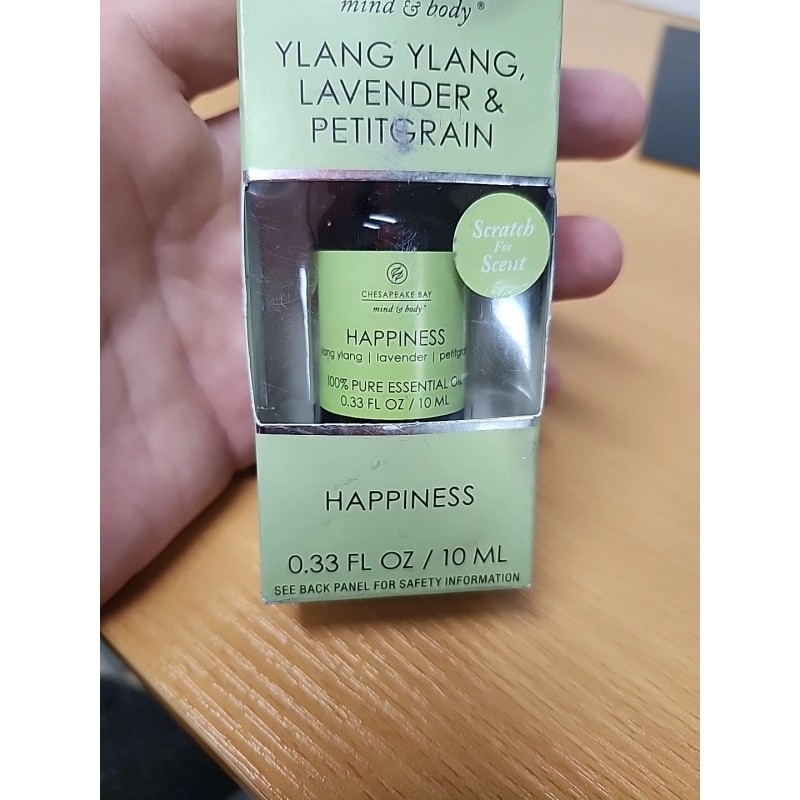 mind & body®
YLANG YLANG,
LAVENDER &
PETITGRAIN
Scratch
For
Scent
CHESAPEAKE BAY
mind & body®
HAPPINESS
ylang | lavender |
100% PURE ESSENTIAL
0.33 FL OZ / 10 ML
HAPPINESS
0.33 FL OZ / 10 ML
SEE BACK PANEL FOR SAFETY INFORMATION